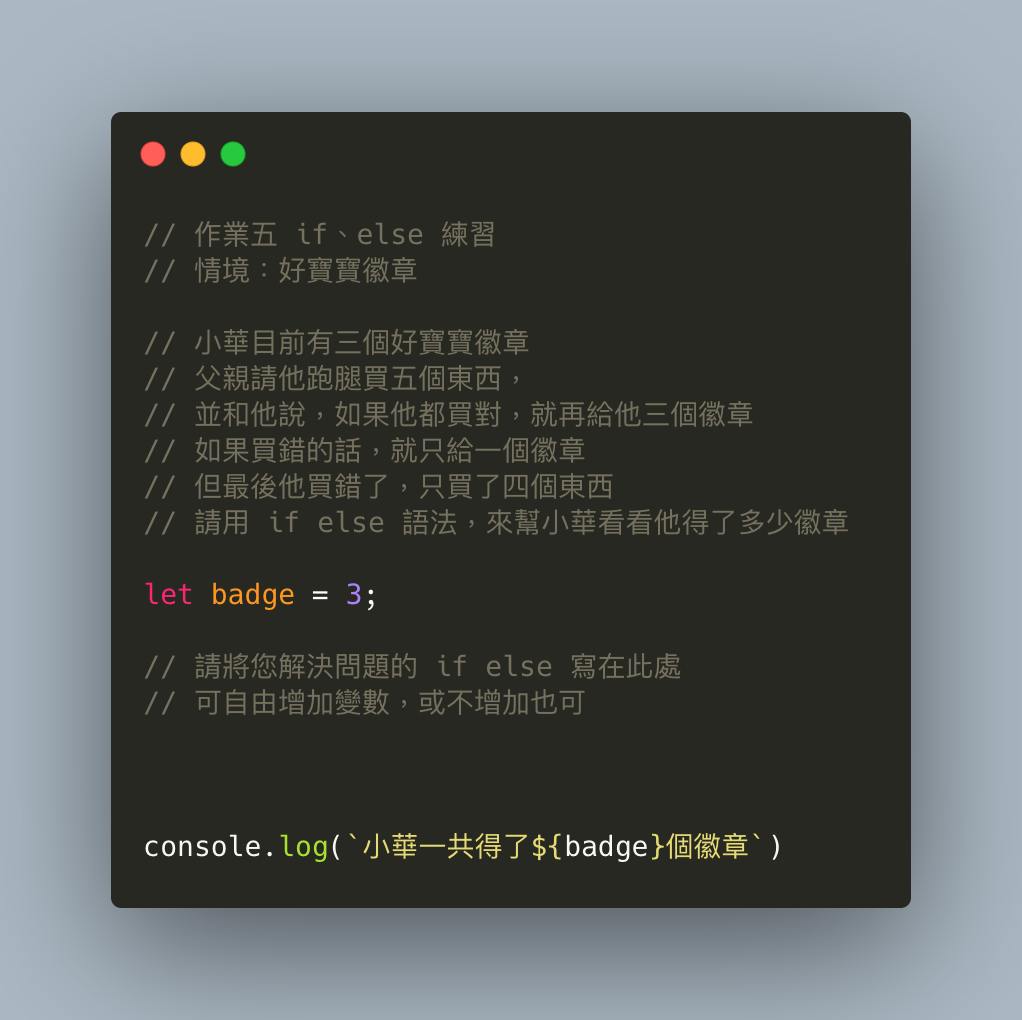 // 作業五 if、else 練習
// 情境：好寶寶徽章
// 小華目前有三個好寶寶徽章
// 父親請他跑腿買五個東西，
// 並和他說，如果他都買對，就再給他三個徽章
// 如果買錯的話，就只給一個徽章
// 但最後他買錯了，只買了四個東西
// 請用 if else 語法，來幫小華看看他得了多少徽章
let badge = 3;
// 請將您解決問題的 if else 寫在此處
// 可自由增加變數，或不增加也可
console.log(`小華一共得了${badge}個徽章`)